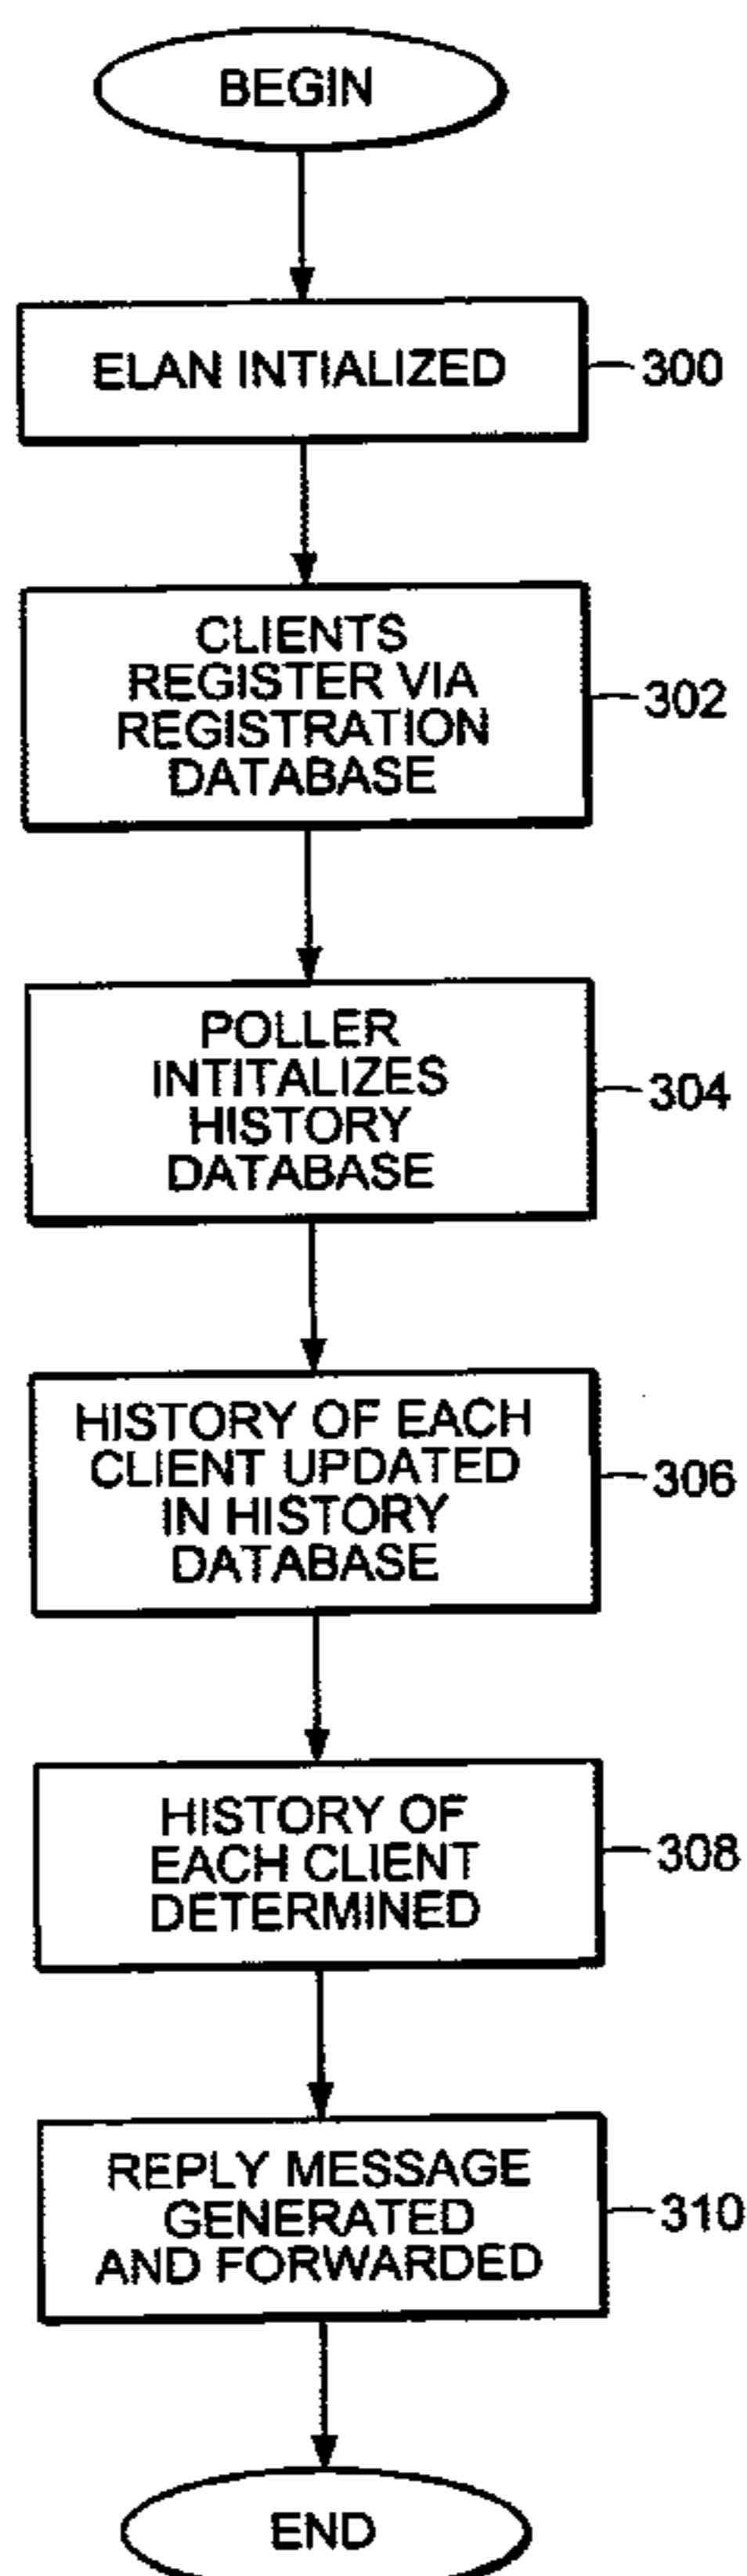 BEGIN
ELAN INTIALIZED
300
CLIENTS
REGISTER VIA
REGISTRATION
DATABASE
302
POLLER
INTITALIZES
HISTORY
DATABASE
304
HISTORY OF EACH
CLIENT UPDATED
IN HISTORY
DATABASE
306
HISTORY OF
EACH CLIENT
DETERMINED
308
REPLY MESSAGE
GENERATED
AND FORWARDED
310
END